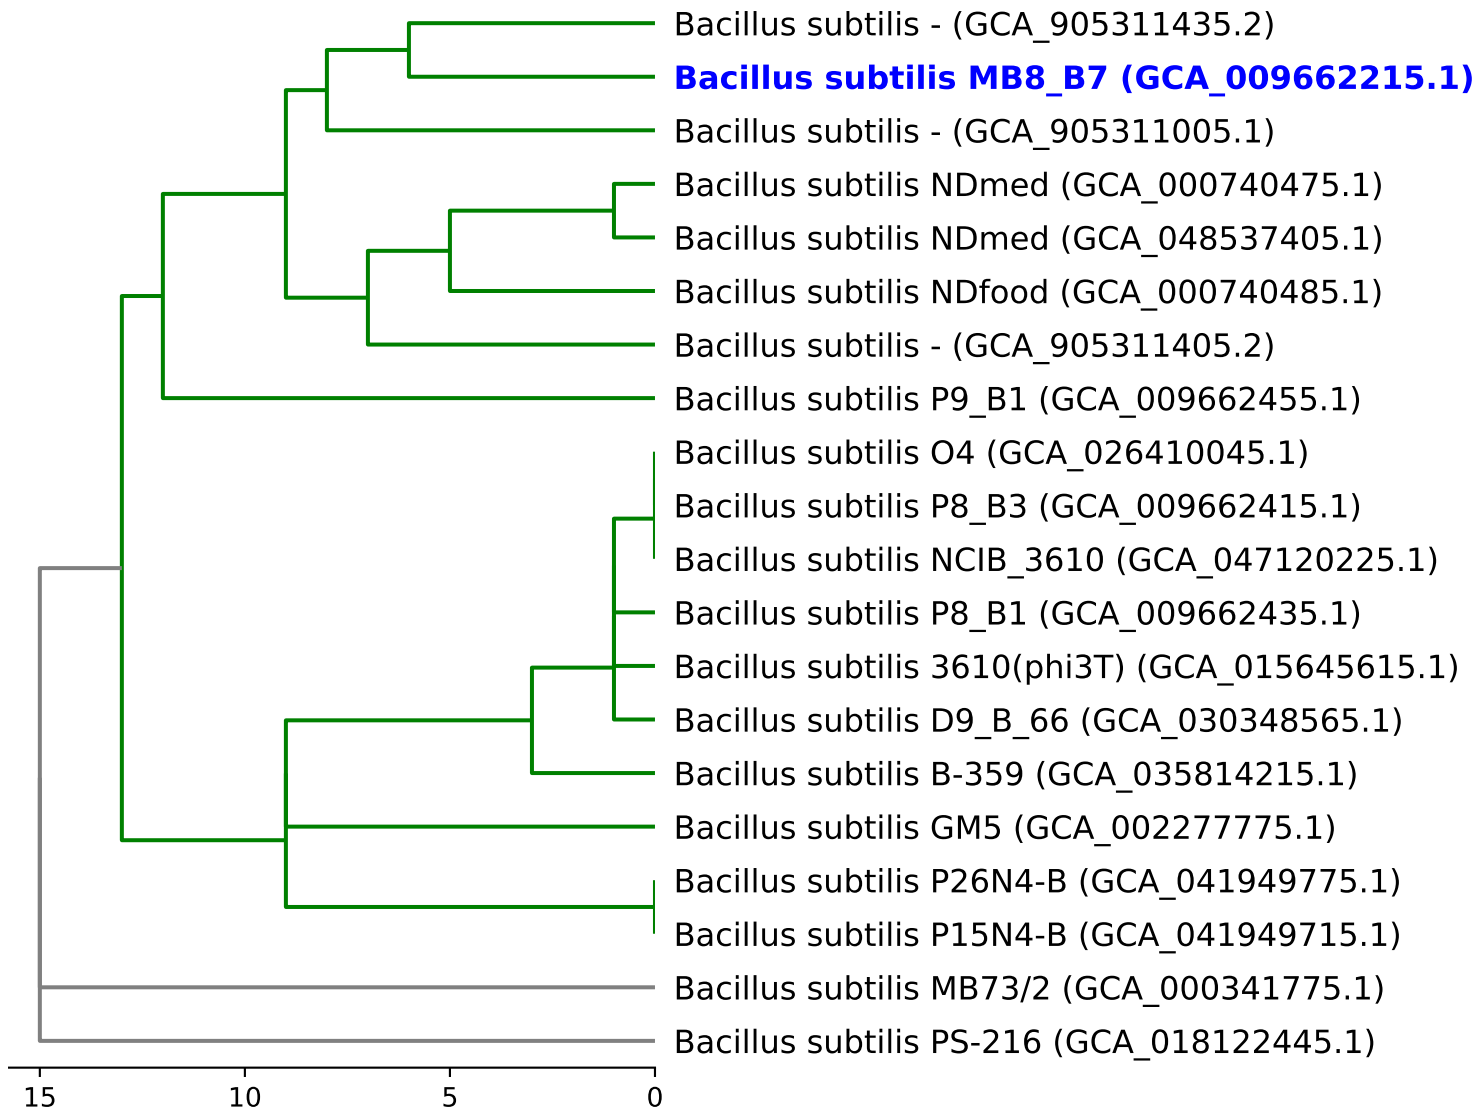 Bacillus subtilis - (GCA_905311435.2)
Bacillus subtilis MB8_B7 (GCA_009662215.1)
Bacillus subtilis - (GCA_905311005.1)
Bacillus subtilis NDmed (GCA_000740475.1)
Bacillus subtilis NDmed (GCA_048537405.1)
Bacillus subtilis NDfood (GCA_000740485.1)
Bacillus subtilis - (GCA_905311405.2)
Bacillus subtilis P9_B1 (GCA_009662455.1)
Bacillus subtilis O4 (GCA_026410045.1)
Bacillus subtilis P8_B3 (GCA_009662415.1)
Bacillus subtilis NCIB_3610 (GCA_047120225.1)
Bacillus subtilis P8_B1 (GCA_009662435.1)
Bacillus subtilis 3610(phi3T) (GCA_015645615.1)
Bacillus subtilis D9_B_66 (GCA_030348565.1)
Bacillus subtilis B-359 (GCA_035814215.1)
Bacillus subtilis GM5 (GCA_002277775.1)
Bacillus subtilis P26N4-B (GCA_041949775.1)
Bacillus subtilis P15N4-B (GCA_041949715.1)
Bacillus subtilis MB73/2 (GCA_000341775.1)
Bacillus subtilis PS-216 (GCA_018122445.1)
15 10 5 0